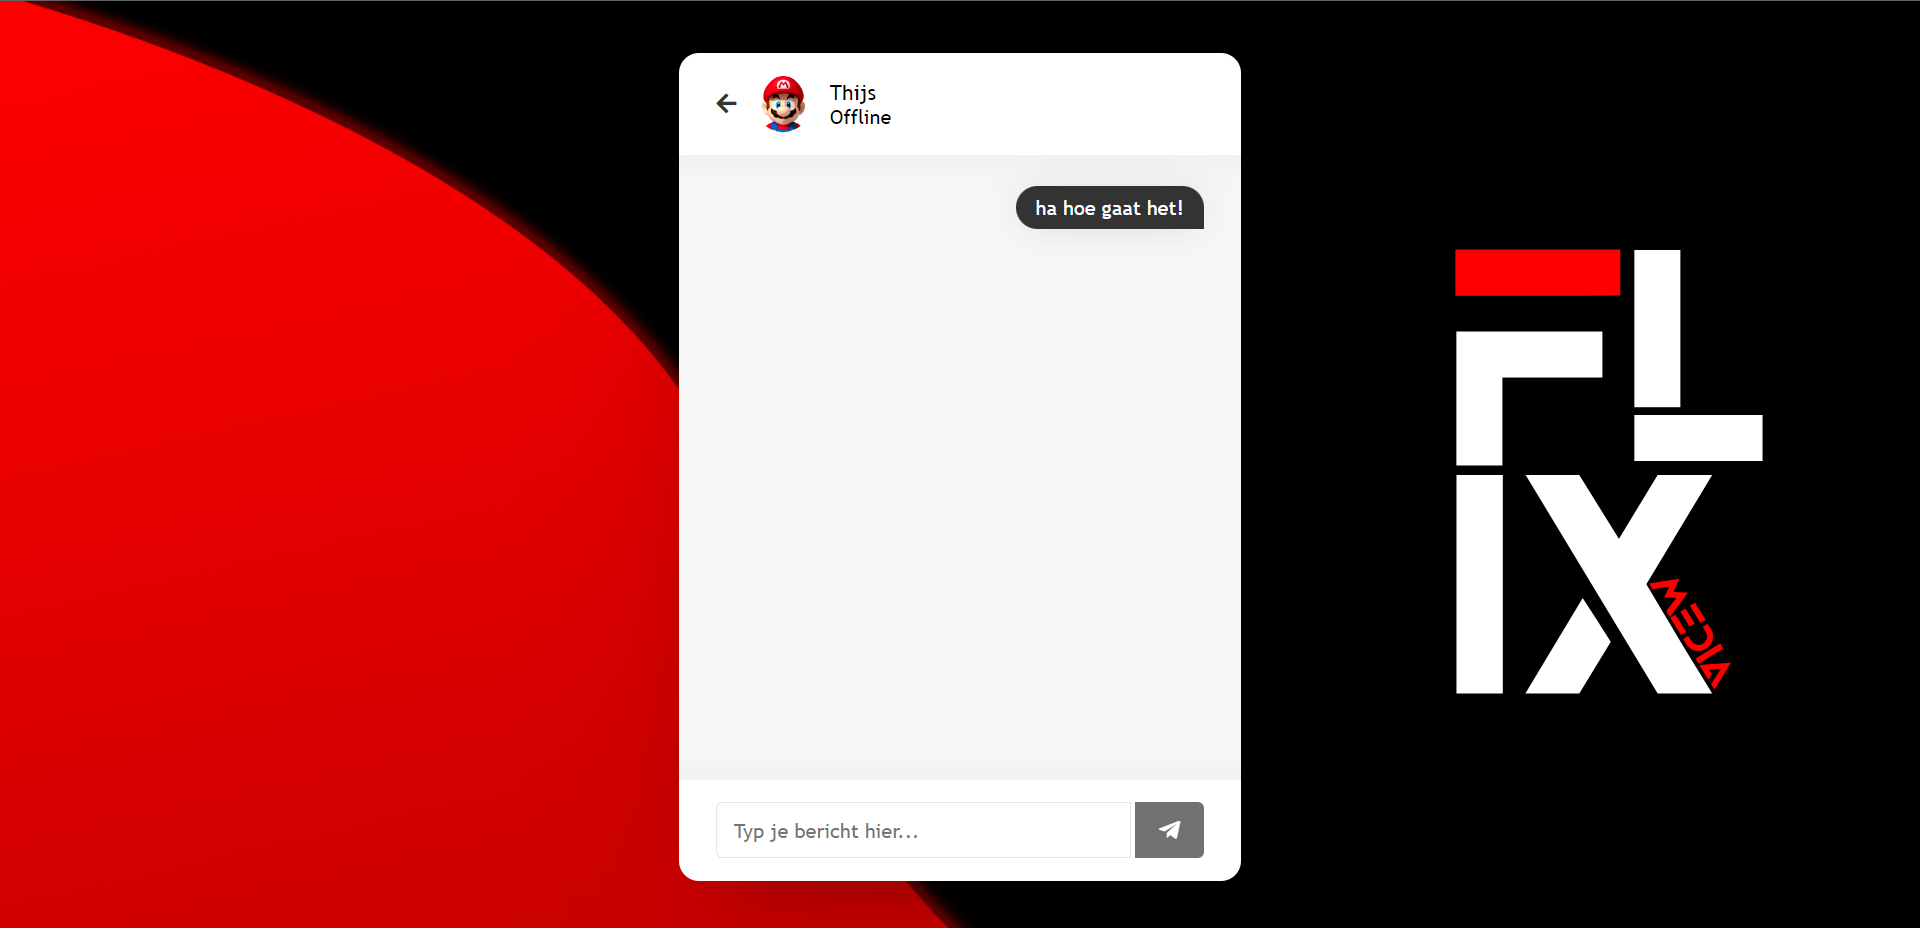 Thijs
Offline
ha hoe gaat het!
Typ je bericht hier...
FL
IX
MEDIA